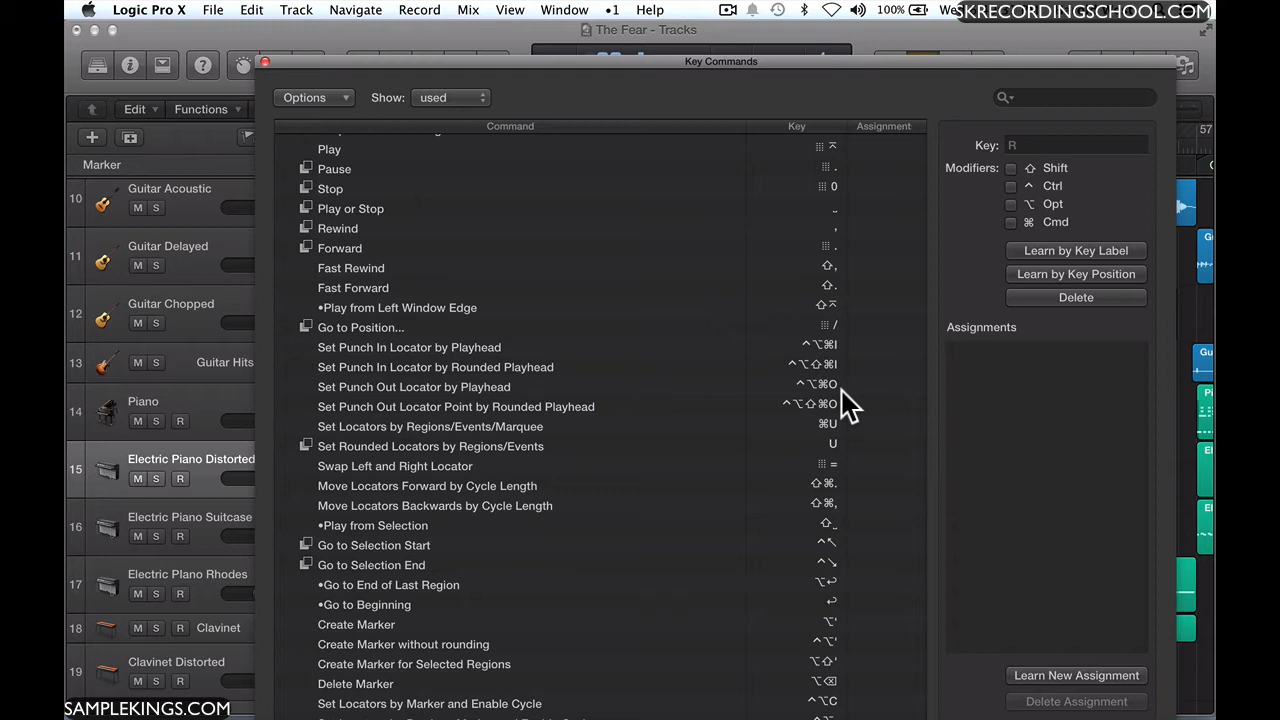 Logic Pro X File Edit Track Navigate Record Mix View Window •1 Help 100% We
SKRECORDINGSCHOOL.COM
The Fear - Tracks
Key Commands
Options Show: used
Edit Functions
Command Key Assignment
57
Marker
Play ⌤
Pause .
Stop 0
Play or Stop ⎵
Rewind ,
Forward .
Fast Rewind ⇧,
Fast Forward ⇧.
•Play from Left Window Edge ⇧⌤
Go to Position... /
Set Punch In Locator by Playhead ^⌥⌘I
Set Punch In Locator by Rounded Playhead ^⌥⇧⌘I
Set Punch Out Locator by Playhead ^⌥⌘O
Set Punch Out Locator Point by Rounded Playhead ^⌥⇧⌘O
Set Locators by Regions/Events/Marquee ⌘U
Set Rounded Locators by Regions/Events U
Swap Left and Right Locator =
Move Locators Forward by Cycle Length ⇧⌘.
Move Locators Backwards by Cycle Length ⇧⌘,
•Play from Selection ⇧⎵
Go to Selection Start ^↖
Go to Selection End ^↘
•Go to End of Last Region ⌥↩
•Go to Beginning ↩
Create Marker ⌥'
Create Marker without rounding ^⌥'
Create Marker for Selected Regions ⌥⇧'
Delete Marker ⌥⌫
Set Locators by Marker and Enable Cycle ^⌥C
Key: R
Modifiers: ⇧ Shift
^ Ctrl
⌥ Opt
⌘ Cmd
Learn by Key Label
Learn by Key Position
Delete
Assignments
Learn New Assignment
Delete Assignment
10 Guitar Acoustic
M S
11 Guitar Delayed
M S
12 Guitar Chopped
M S
13 M S Guitar Hits
14 Piano
M S R
15 Electric Piano Distorted
M S R
16 Electric Piano Suitcase
M S R
17 Electric Piano Rhodes
M S R
18 M S R Clavinet
19 Clavinet Distorted
M S R
SAMPLEKINGS.COM